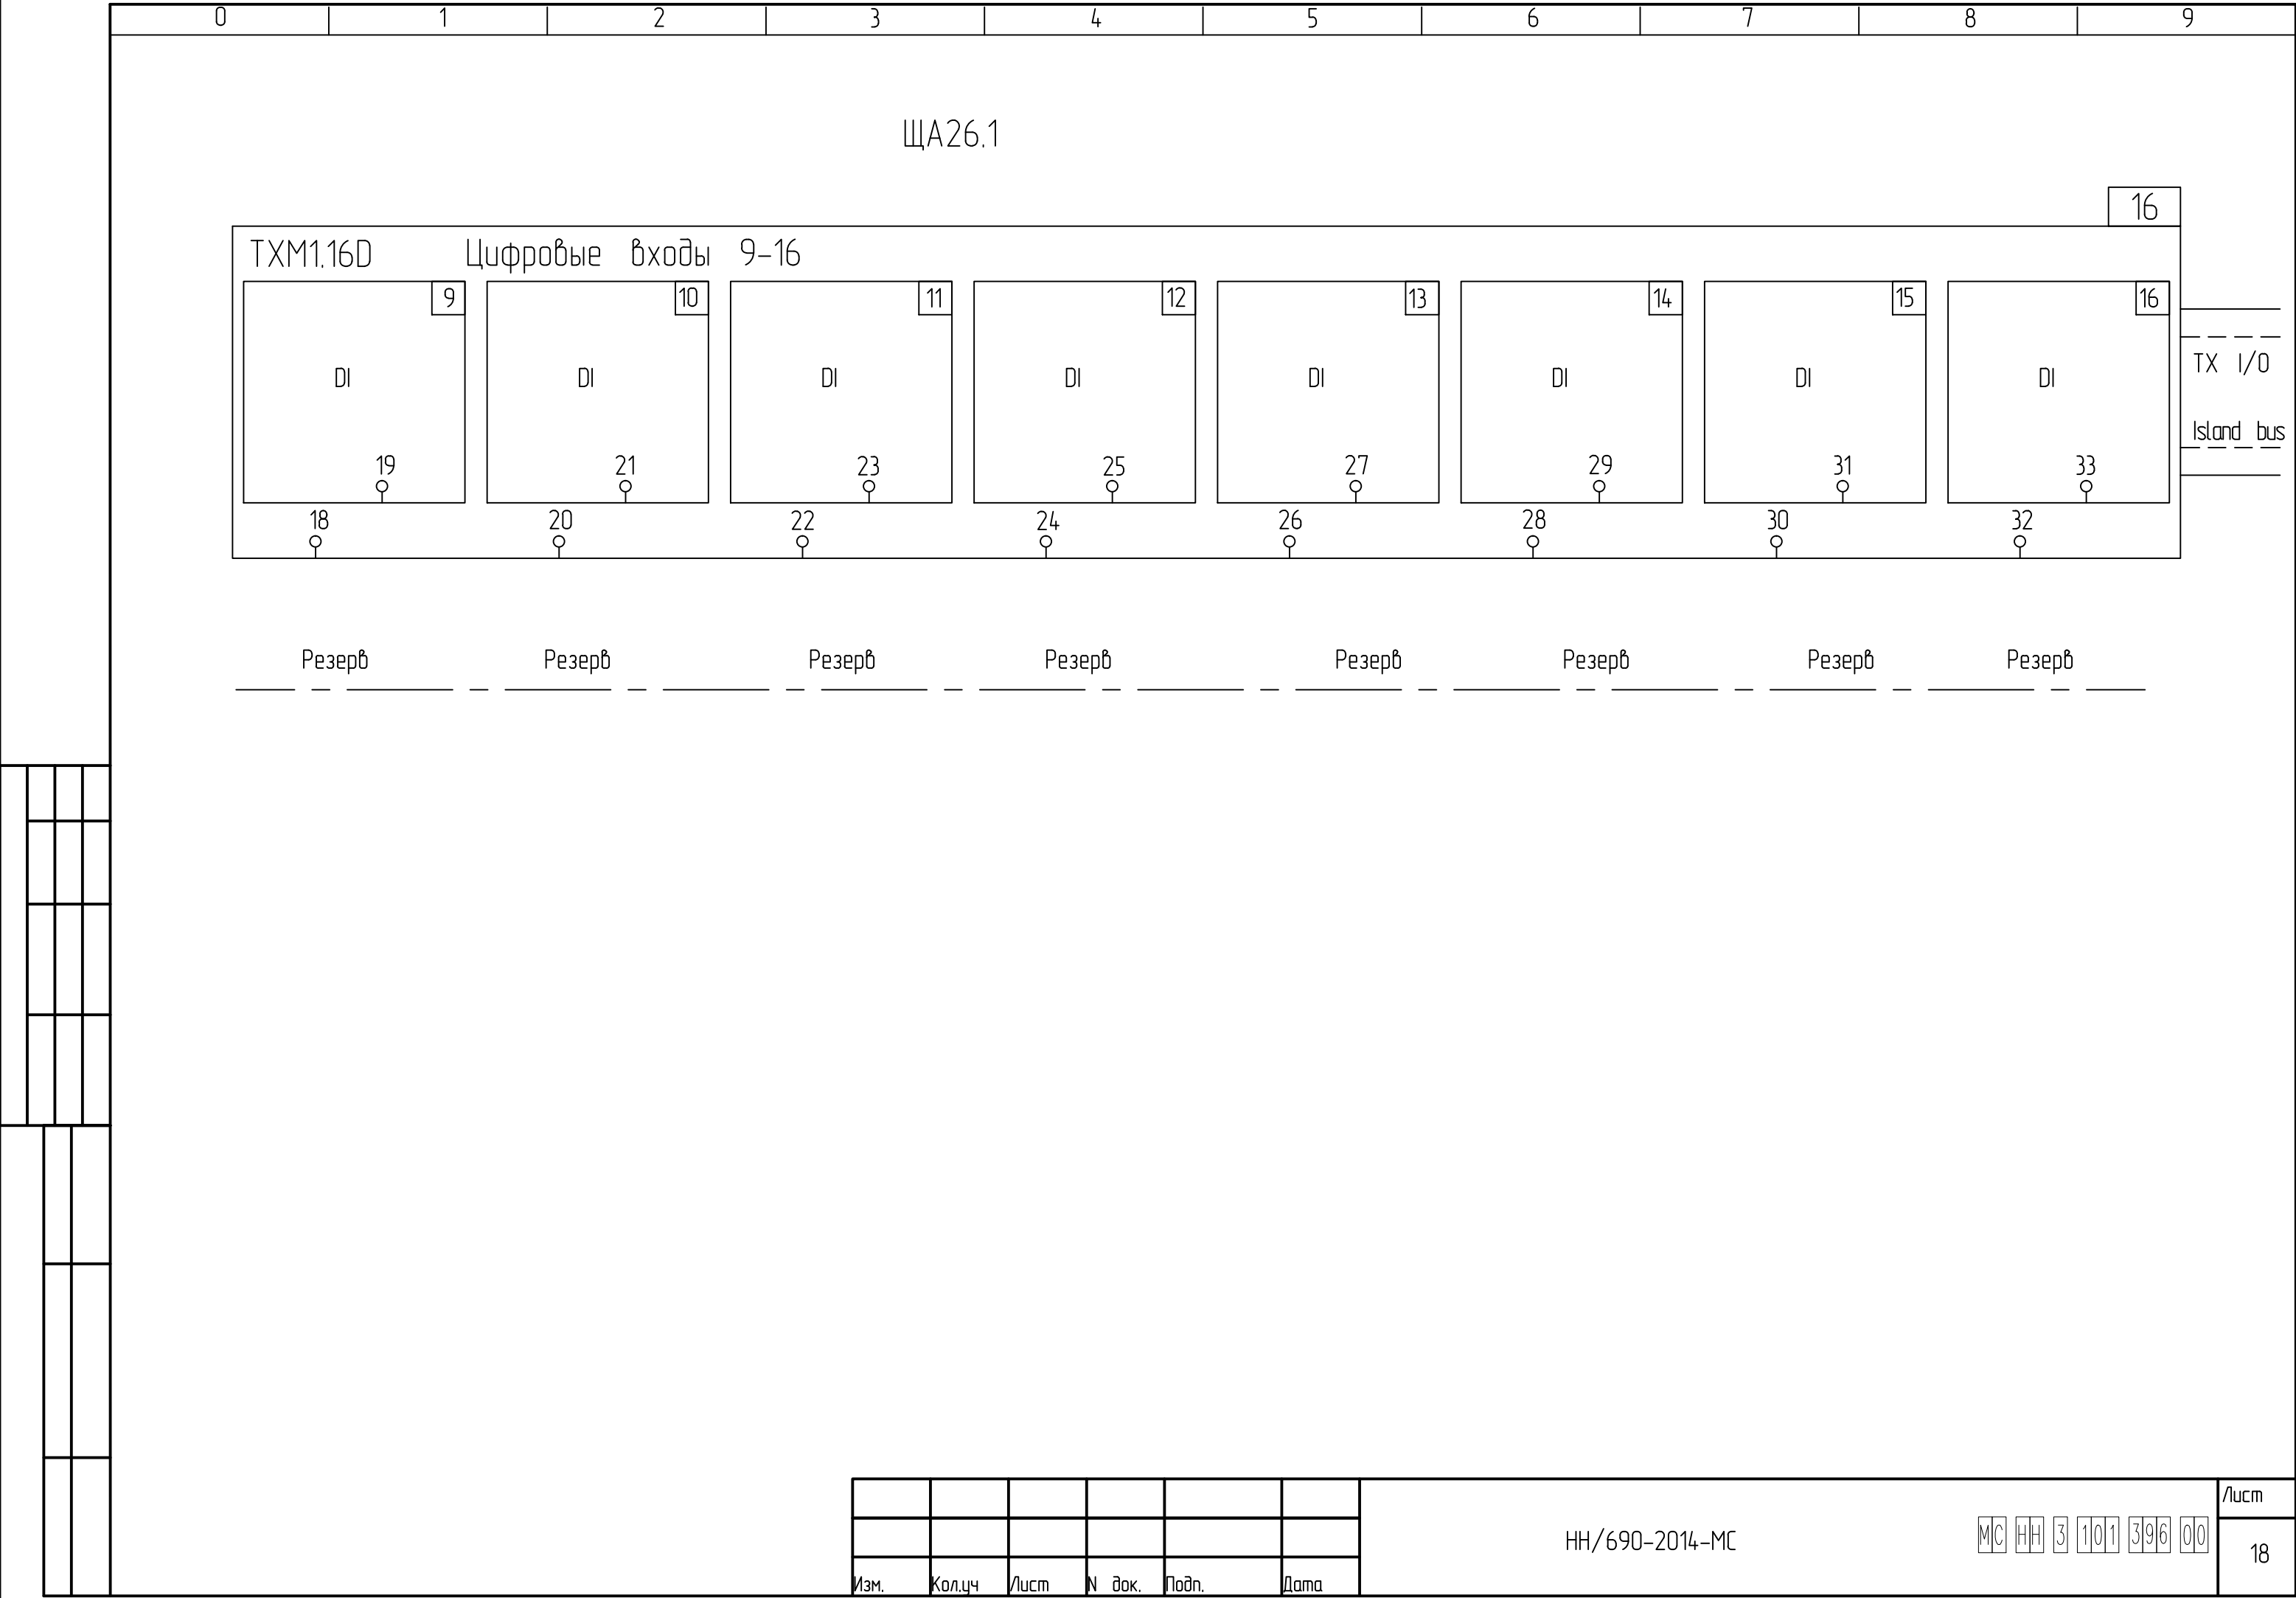 0 1 2 3 4 5 6 7 8 9
ЩА26.1
16
TXM1.16D Цифровые входы 9-16
9 10 11 12 13 14 15 16
DI DI DI DI DI DI DI DI
TX I/O
Island bus
19 21 23 25 27 29 31 33
18 20 22 24 26 28 30 32
Резерв Резерв Резерв Резерв Резерв Резерв Резерв Резерв
Лист
НН/690-2014-МС МС НН 3 101 396 00
18
Изм. Кол.уч Лист N док. Подп. Дата